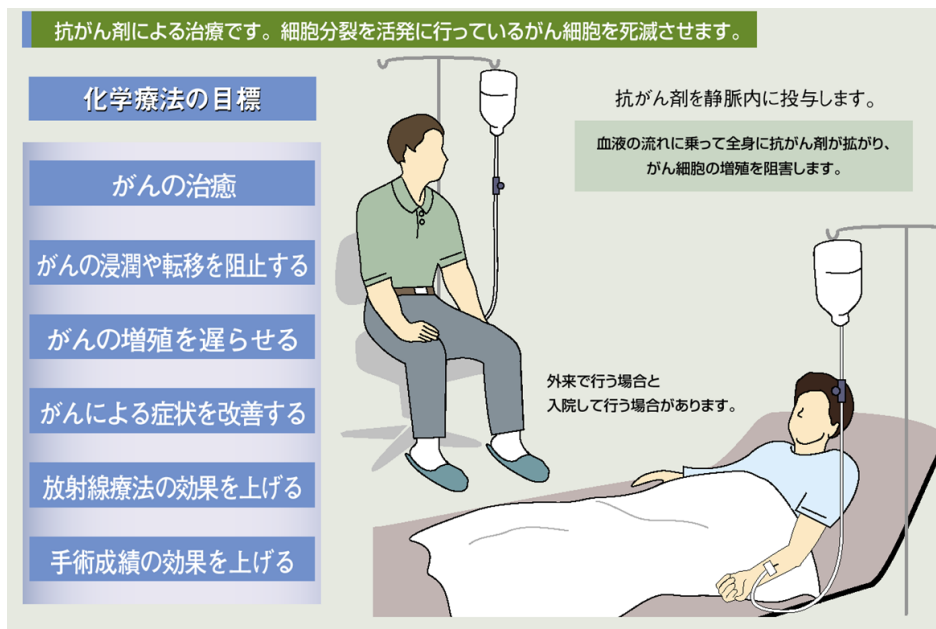 抗がん剤による治療です。細胞分裂を活発に行っているがん細胞を死滅させます。
化学療法の目標
がんの治癒
がんの浸潤や転移を阻止する
がんの増殖を遅らせる
がんによる症状を改善する
放射線療法の効果を上げる
手術成績の効果を上げる
抗がん剤を静脈内に投与します。
血液の流れに乗って全身に抗がん剤が拡がり、
がん細胞の増殖を阻害します。
外来で行う場合と
入院して行う場合があります。